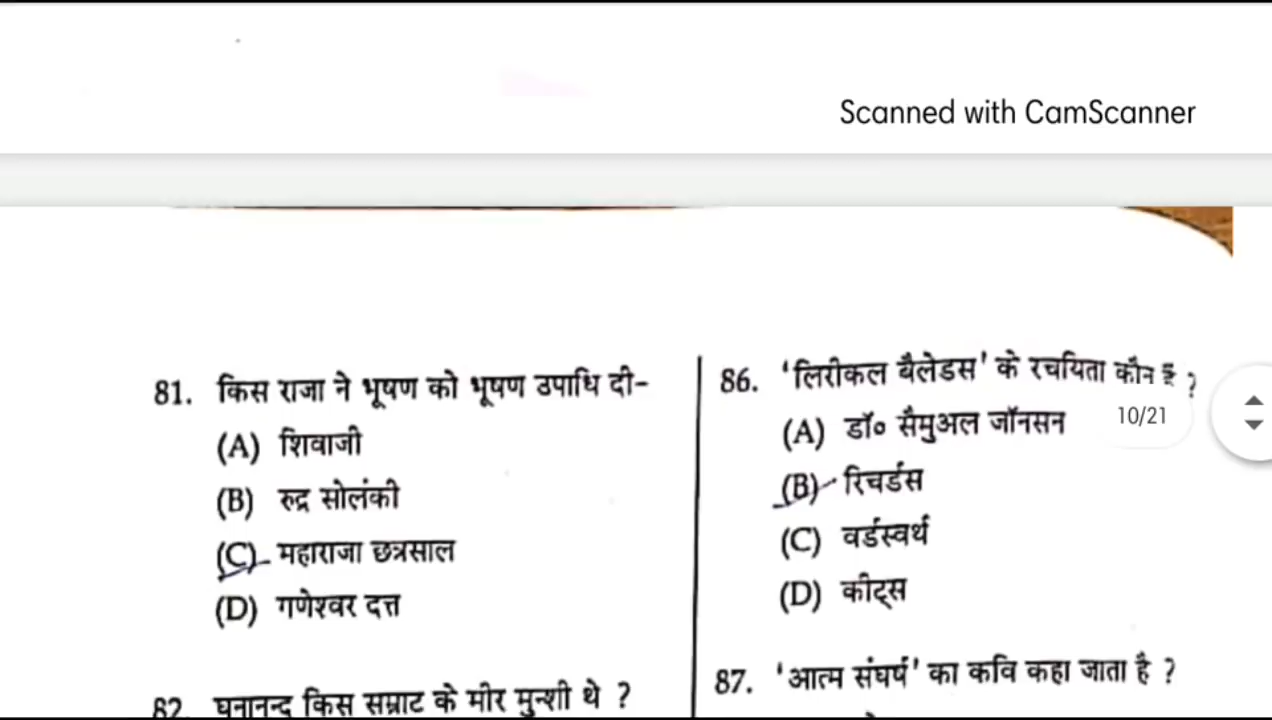 Scanned with CamScanner
81. किस राजा ने भूषण को भूषण उपाधि दी-
(A) शिवाजी
(B) रुद्र सोलंकी
(C) महाराजा छत्रसाल
(D) गणेश्वर दत्त
82. घनानन्द किस सम्राट के मीर मुन्शी थे ?
86. 'लिरीकल बैलेडस' के रचयिता कौन हैं ?
10/21
(A) डॉ० सैमुअल जॉनसन
(B) रिचर्डस
(C) वर्डस्वर्थ
(D) कीट्स
87. 'आत्म संघर्ष' का कवि कहा जाता है ?